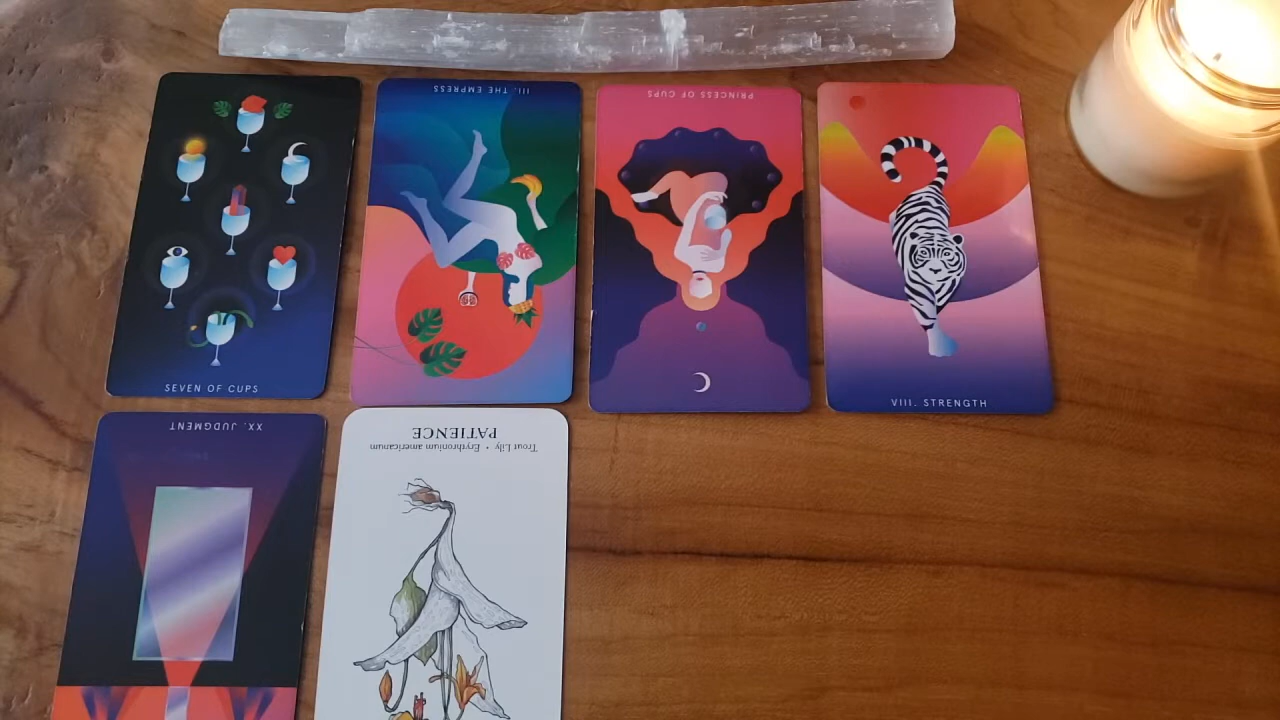 III. THE EMPRESS
PRINCESS OF CUPS
SEVEN OF CUPS
VIII. STRENGTH
XX. JUDGMENT
PATIENCE
Trout Lily • Erythronium americanum